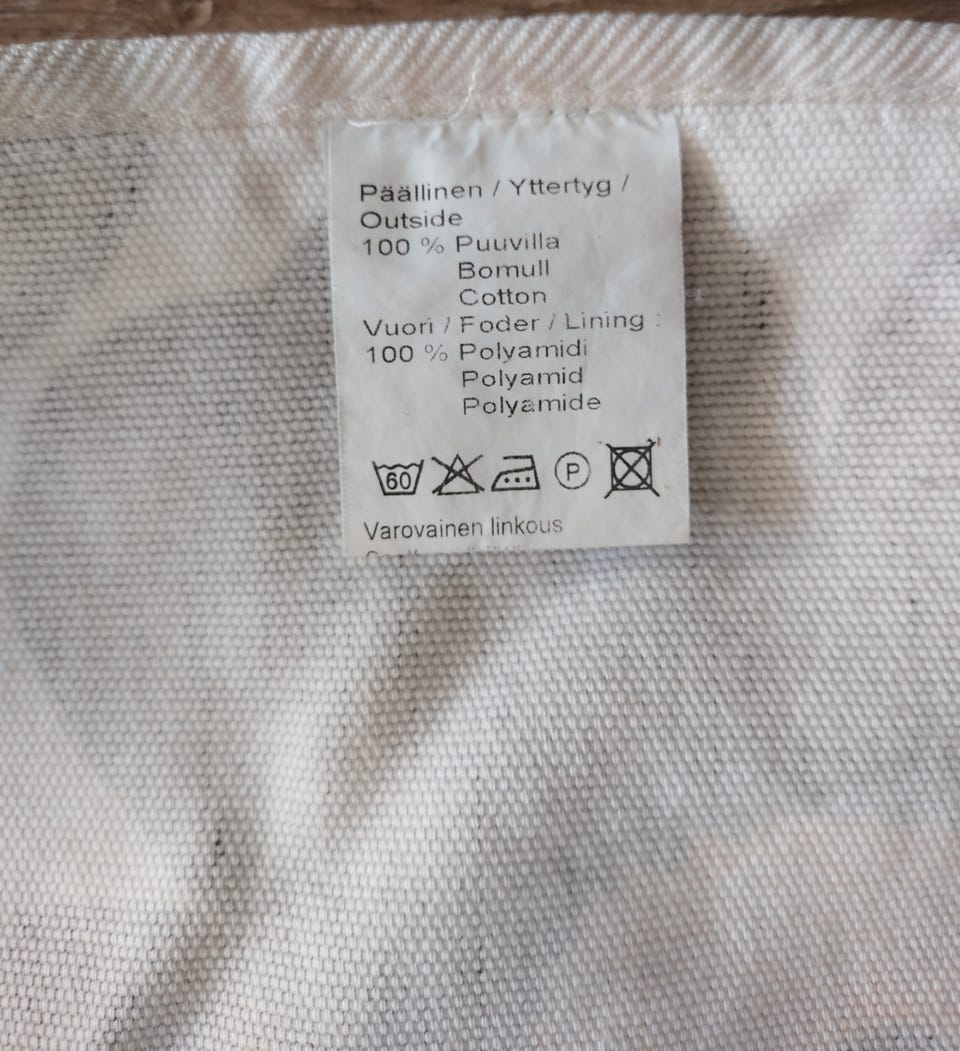 Päällinen / Yttertyg /
Outside
100 % Puuvilla
Bomull
Cotton
Vuori / Foder / Lining :
100 % Polyamidi
Polyamid
Polyamide
60 P
Varovainen linkous